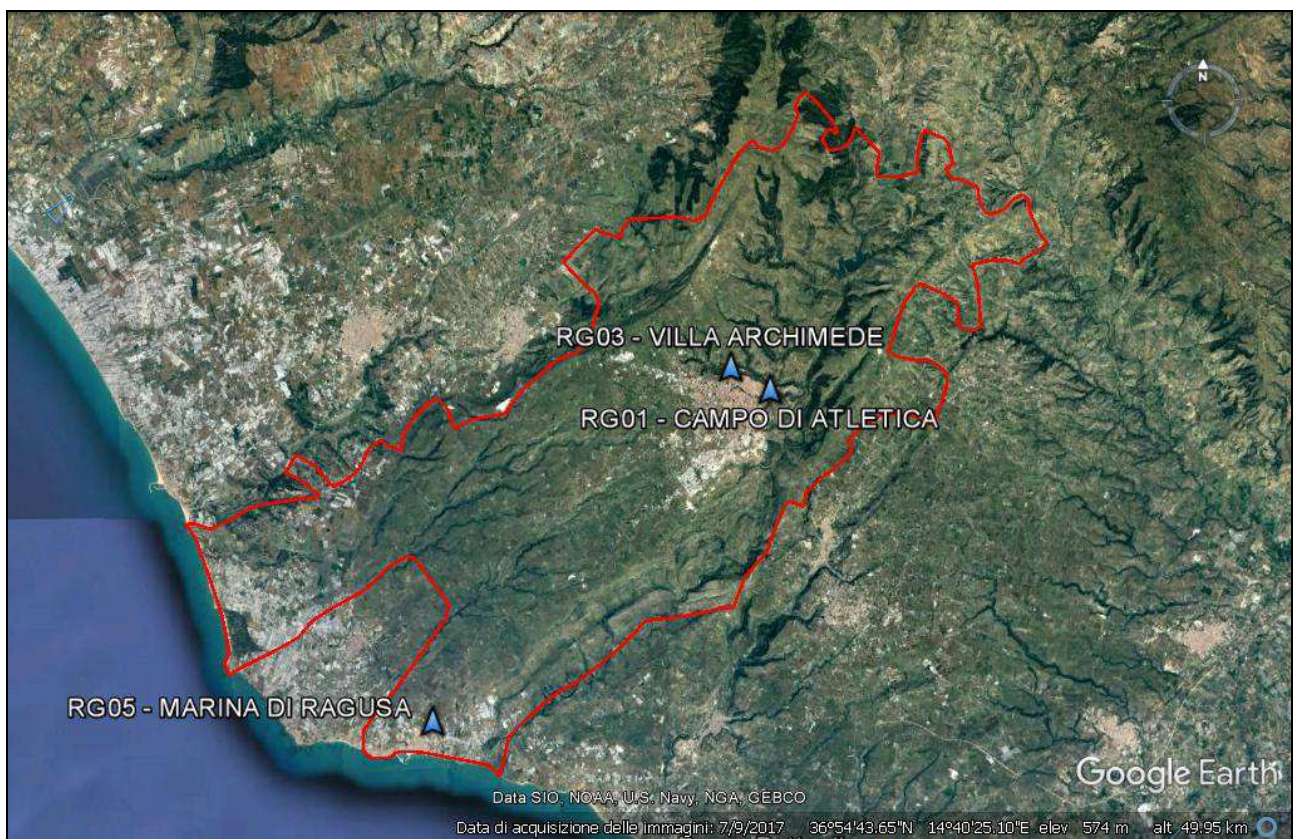 N
RG03 - VILLA ARCHIMEDE
RG01 - CAMPO DI ATLETICA
RG05 - MARINA DI RAGUSA
Google Earth
Data SIO, NOAA, U.S. Navy, NGA, GEBCO
Data di acquisizione delle immagini: 7/9/2017 36°54'43.65"N 14°40'25.10"E elev 574 m alt 49.95 km